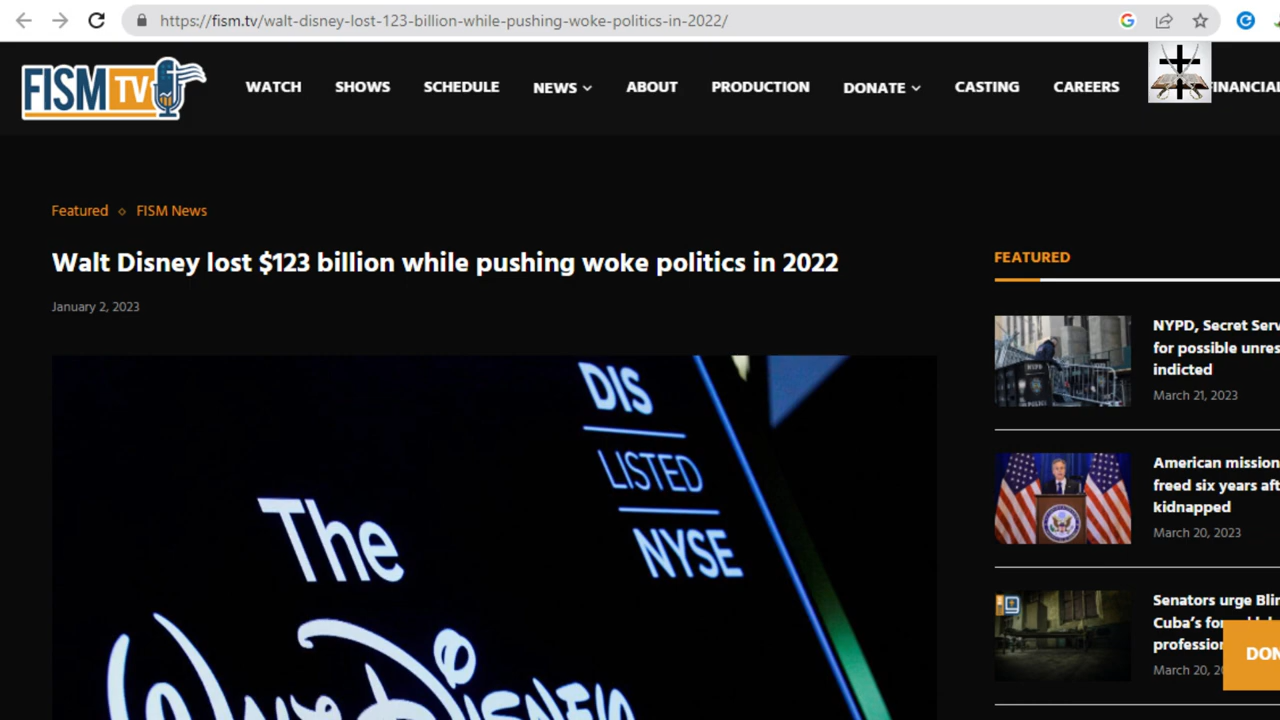 https://fism.tv/walt-disney-lost-123-billion-while-pushing-woke-politics-in-2022/
FISM TV
WATCH SHOWS SCHEDULE NEWS ABOUT PRODUCTION DONATE CASTING CAREERS FINANCIAL
Featured ◇ FISM News
Walt Disney lost $123 billion while pushing woke politics in 2022
January 2, 2023
DIS
LISTED
NYSE
The
WALT DISNEY
FEATURED
NYPD, Secret Serv
for possible unres
indicted
March 21, 2023
American mission
freed six years aft
kidnapped
March 20, 2023
Senators urge Blin
Cuba's for
profession
March 20, 20
DON